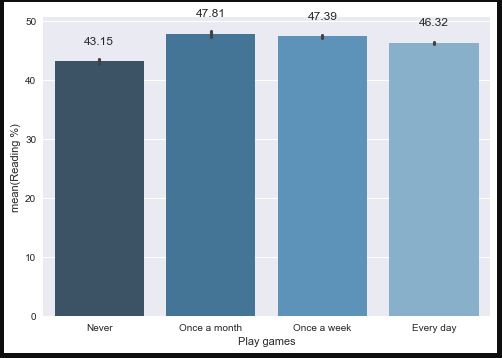 47.81
47.39
46.32
43.15
50
40
30
20
10
0
mean(Reading %)
Never
Once a month
Once a week
Every day
Play games